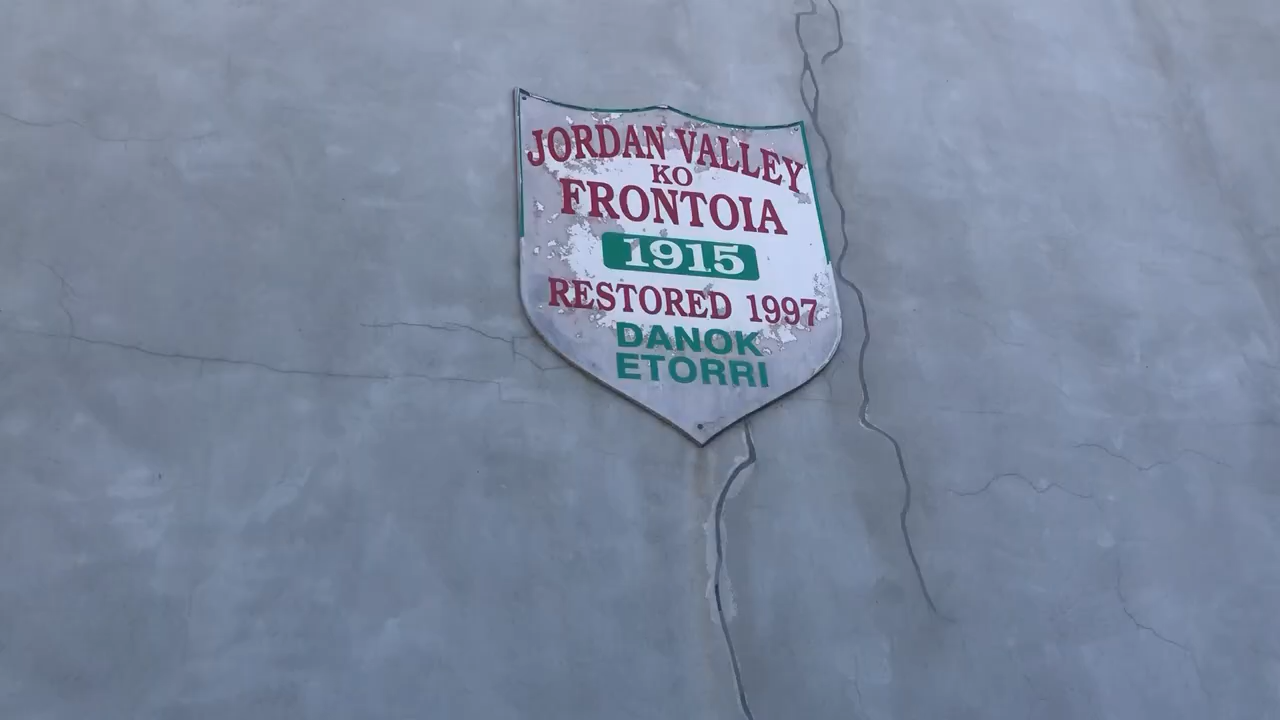 JORDAN VALLEY
KO
FRONTOIA
1915
RESTORED 1997
DANOK
ETORRI